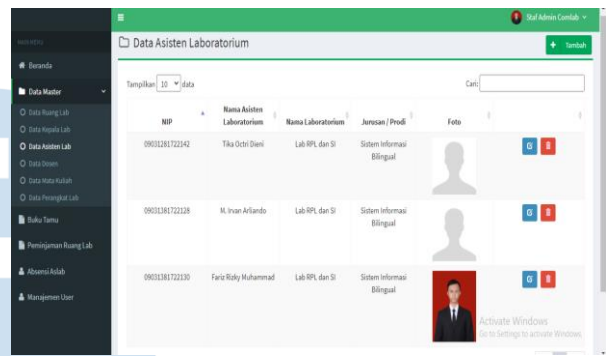 Staf Admin Comlab
MAIN MENU
Beranda
Data Master
Data Ruang Lab
Data Kepala Lab
Data Asisten Lab
Data Dosen
Data Mata Kuliah
Data Perangkat Lab
Buku Tamu
Peminjaman Ruang Lab
Absensi Aslab
Manajemen User
Data Asisten Laboratorium
Tambah
Tampilkan 10 data
Cari:
NIP
Nama Asisten
Laboratorium
Nama Laboratorium
Jurusan / Prodi
Foto
09031281722142 Tika Octri Dieni Lab RPL dan SI Sistem Informasi
Bilingual
09031381722128 M. Irvan Arliando Lab RPL dan SI Sistem Informasi
Bilingual
09031381722130 Fariz Rizky Muhammad Lab RPL dan SI Sistem Informasi
Bilingual
Activate Windows
Go to Settings to activate Windows.